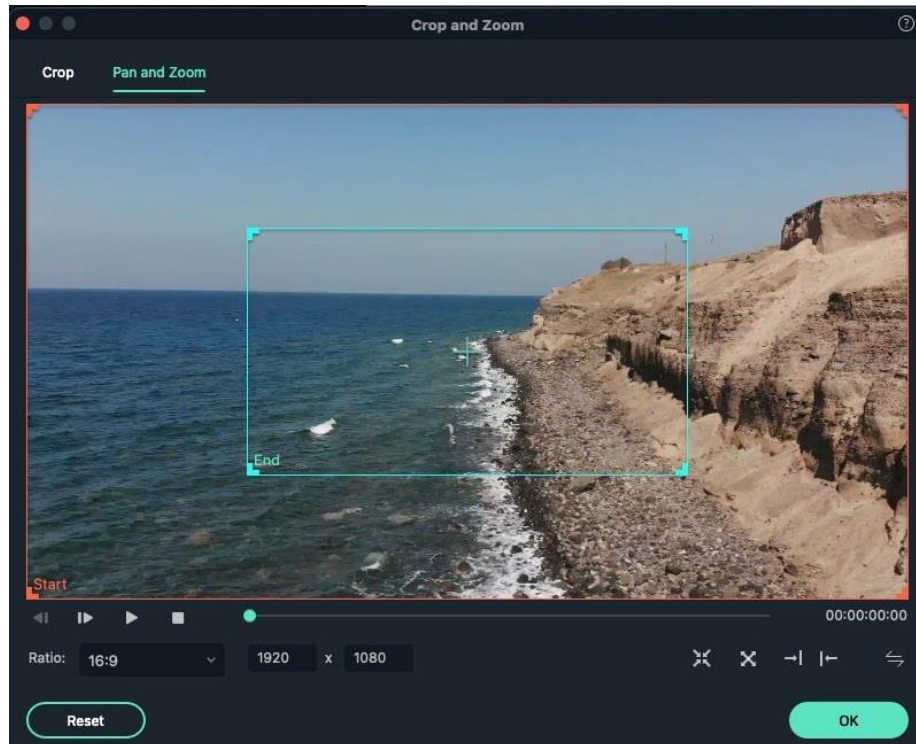 Crop and Zoom
Crop Pan and Zoom
End
Start
00:00:00:00
Ratio: 16:9 1920 x 1080
Reset OK